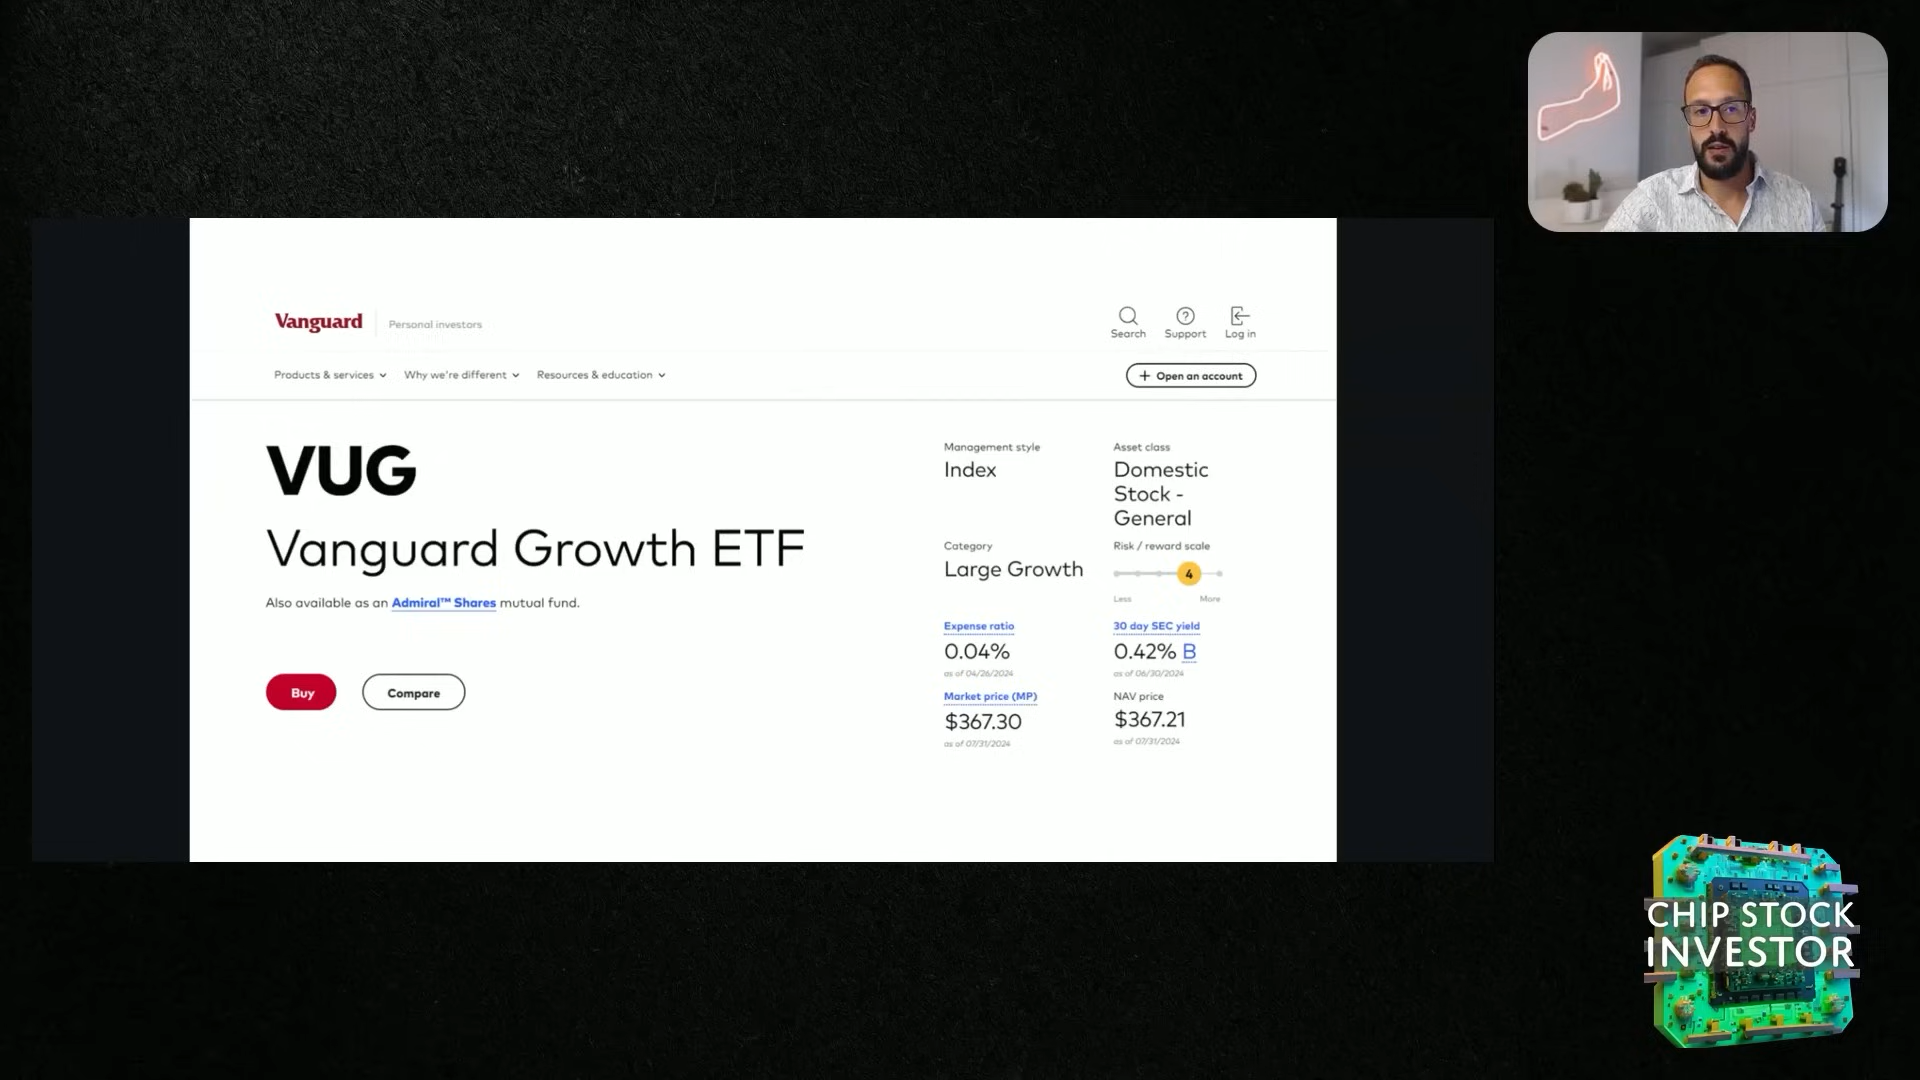 Vanguard
Personal investors
Search
Support
Log in
Products & services
Why we're different
Resources & education
+ Open an account
VUG
Vanguard Growth ETF
Also available as an Admiral™ Shares mutual fund.
Buy
Compare
Management style
Index
Asset class
Domestic
Stock -
General
Category
Large Growth
Risk / reward scale
4
Less
More
Expense ratio
0.04%
as of 04/26/2024
30 day SEC yield
0.42% B
as of 06/30/2024
Market price (MP)
$367.30
as of 07/31/2024
NAV price
$367.21
as of 07/31/2024
CHIP STOCK
INVESTOR